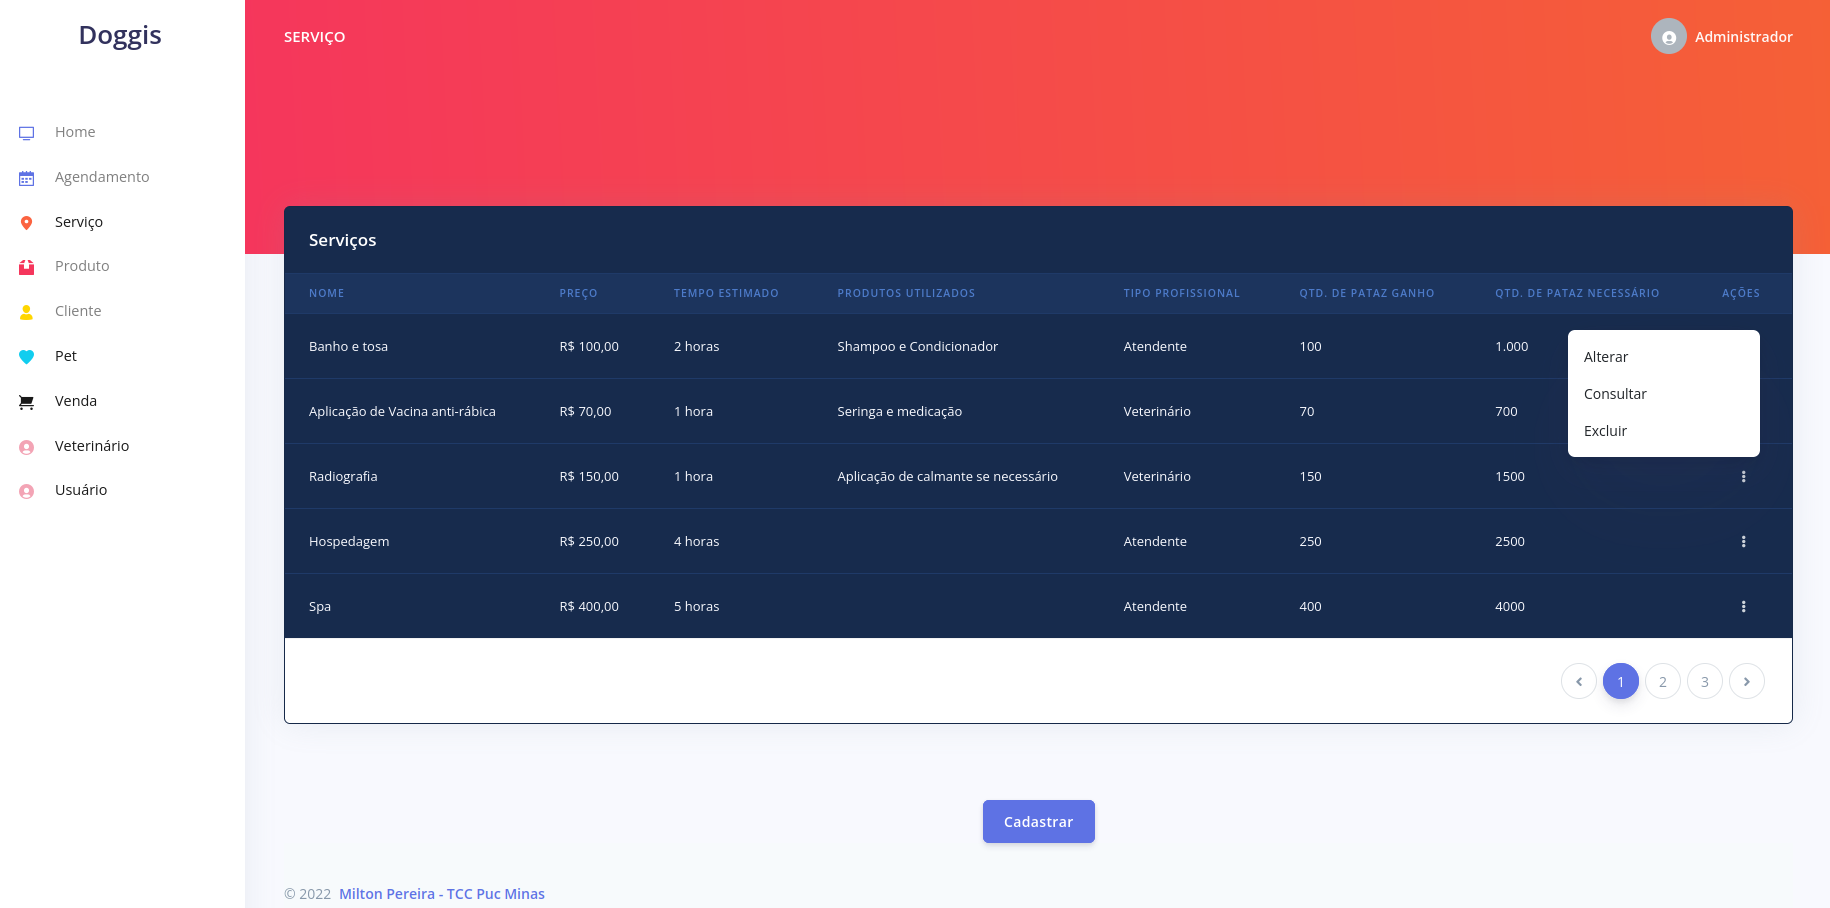 Doggis
Home
Agendamento
Serviço
Produto
Cliente
Pet
Venda
Veterinário
Usuário
SERVIÇO
Administrador
Serviços
NOME PREÇO TEMPO ESTIMADO PRODUTOS UTILIZADOS TIPO PROFISSIONAL QTD. DE PATAZ GANHO QTD. DE PATAZ NECESSÁRIO AÇÕES
Banho e tosa R$ 100,00 2 horas Shampoo e Condicionador Atendente 100 1.000
Aplicação de Vacina anti-rábica R$ 70,00 1 hora Seringa e medicação Veterinário 70 700
Radiografia R$ 150,00 1 hora Aplicação de calmante se necessário Veterinário 150 1500
Hospedagem R$ 250,00 4 horas Atendente 250 2500
Spa R$ 400,00 5 horas Atendente 400 4000
Alterar
Consultar
Excluir
1 2 3
Cadastrar
© 2022 Milton Pereira - TCC Puc Minas